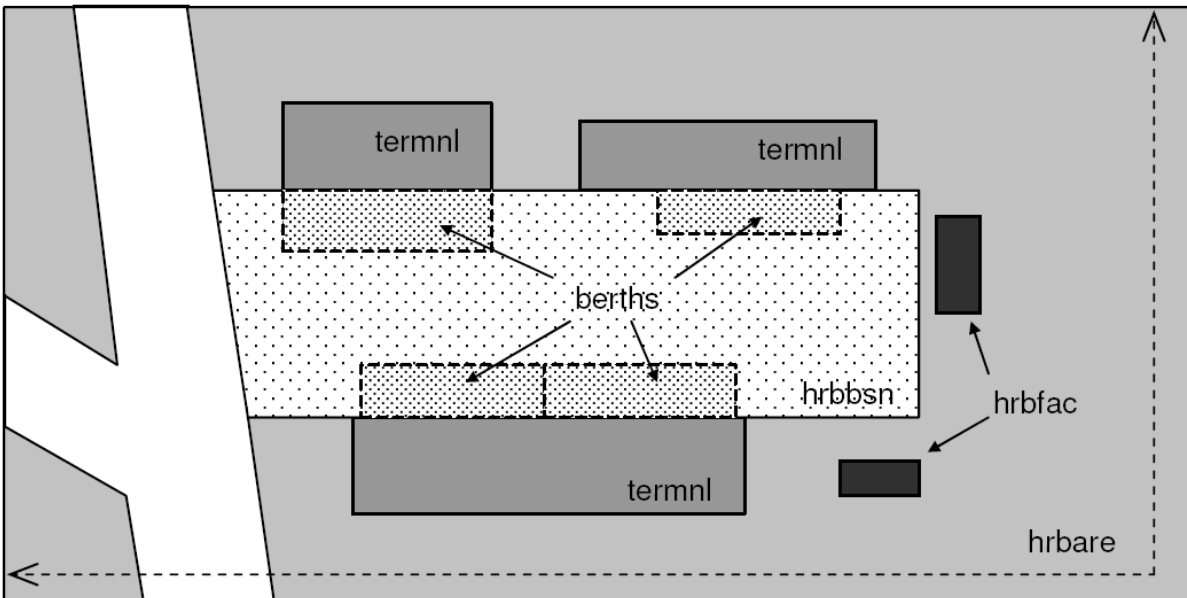 termnl
termnl
berths
hrbbsn
hrbfac
termnl
hrbare